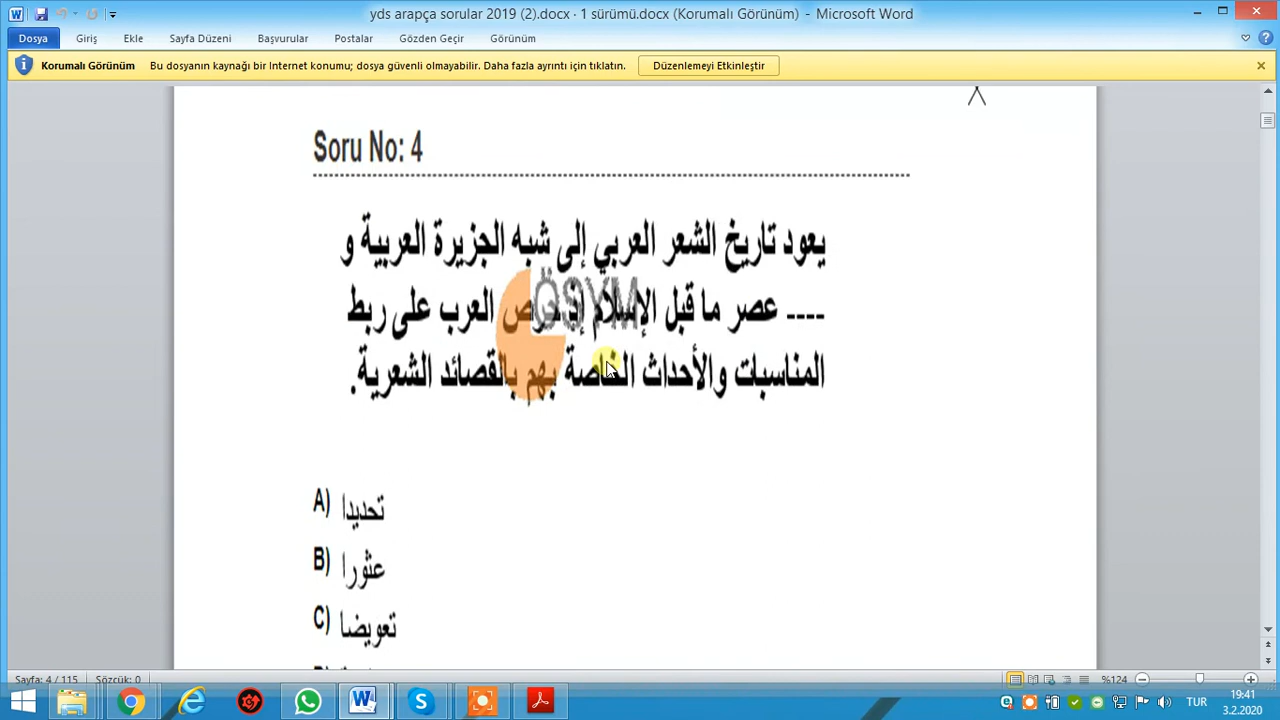 yds arapça sorular 2019 (2).docx · 1 sürümü.docx (Korumalı Görünüm) - Microsoft Word
Dosya Giriş Ekle Sayfa Düzeni Başvurular Postalar Gözden Geçir Görünüm
Korumalı Görünüm Bu dosyanın kaynağı bir Internet konumu; dosya güvenli olmayabilir. Daha fazla ayrıntı için tıklatın. Düzenlemeyi Etkinleştir
Soru No: 4
يعود تاريخ الشعر العربي إلى شبه الجزيرة العربية و
---- عصر ما قبل الإسلام إذ حرص العرب على ربط
المناسبات والأحداث الخاصة بهم بالقصائد الشعرية.
ÖSYM
A) تحديدا
B) عثورا
C) تعويضا
Sayfa: 4 / 115 Sözcük: 0 %124
TUR 19:41
3.2.2020